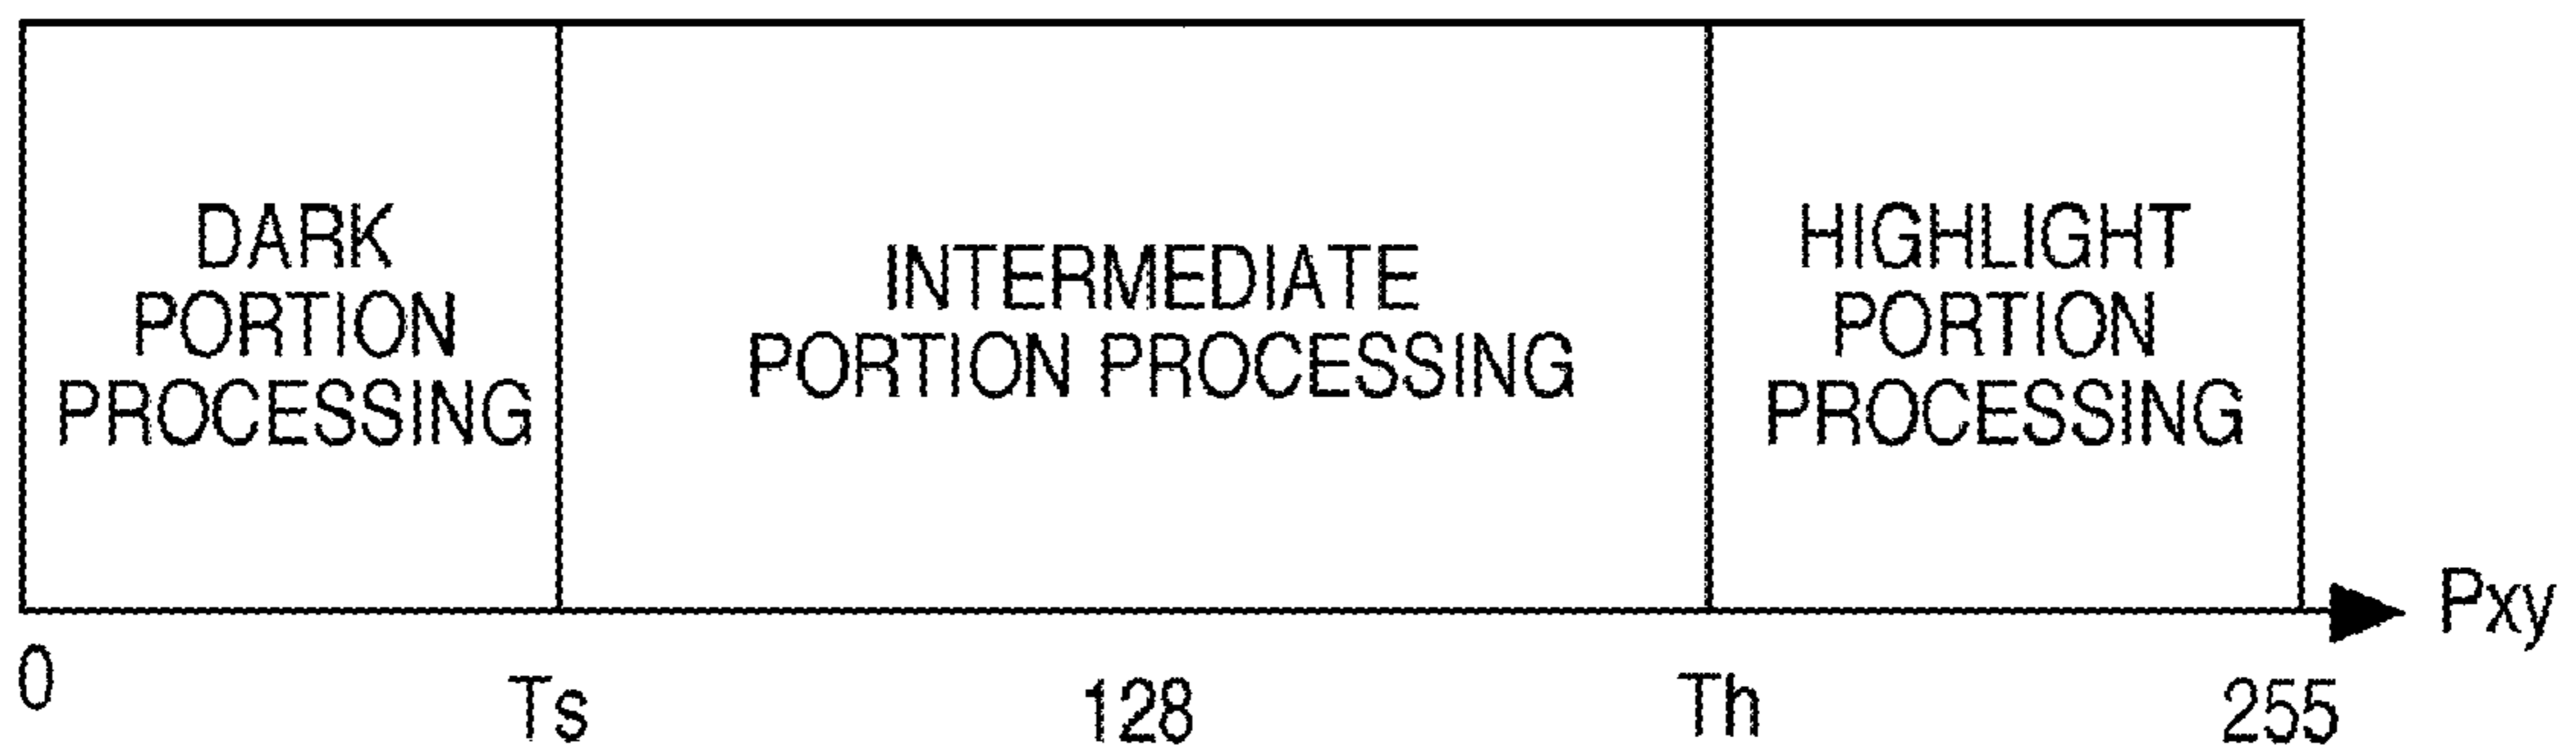 DARK
PORTION
PROCESSING
INTERMEDIATE
PORTION PROCESSING
HIGHLIGHT
PORTION
PROCESSING
Pxy
0
Ts
128
Th
255